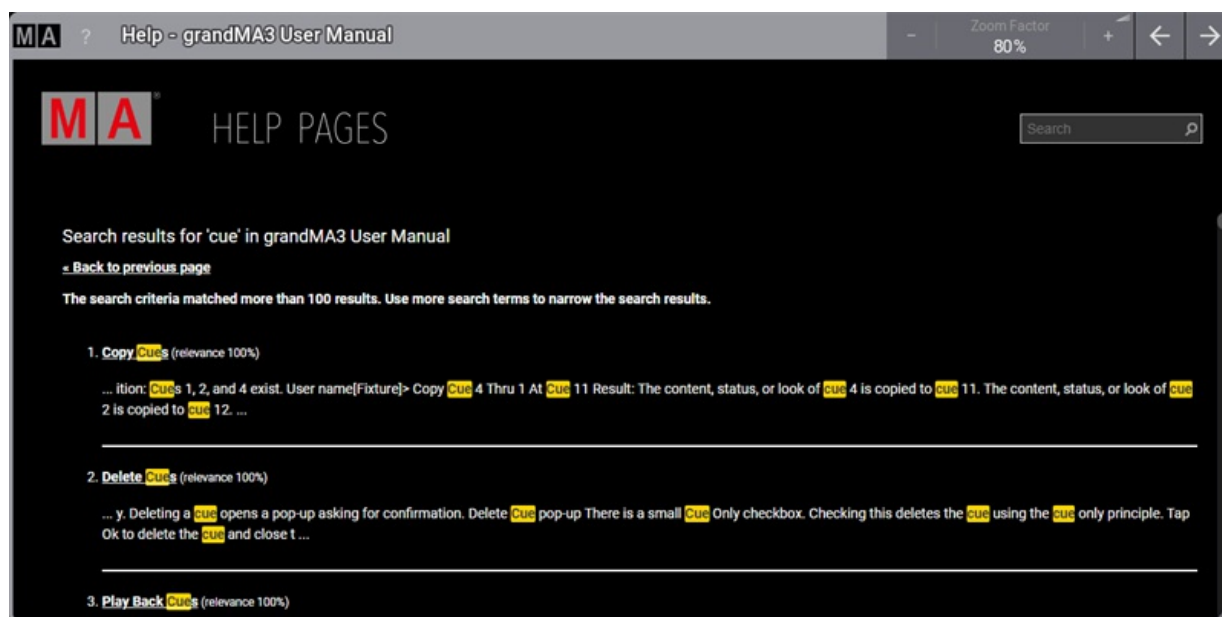 MA ? Help - grandMA3 User Manual - Zoom Factor 80% + ← →
MA® HELP PAGES Search
Search results for 'cue' in grandMA3 User Manual
« Back to previous page
The search criteria matched more than 100 results. Use more search terms to narrow the search results.
1. Copy Cues (relevance 100%)
... ition: Cues 1, 2, and 4 exist. User name[Fixture]> Copy Cue 4 Thru 1 At Cue 11 Result: The content, status, or look of cue 4 is copied to cue 11. The content, status, or look of cue
2 is copied to cue 12. ...
2. Delete Cues (relevance 100%)
... y. Deleting a cue opens a pop-up asking for confirmation. Delete Cue pop-up There is a small Cue Only checkbox. Checking this deletes the cue using the cue only principle. Tap
Ok to delete the cue and close t ...
3. Play Back Cues (relevance 100%)